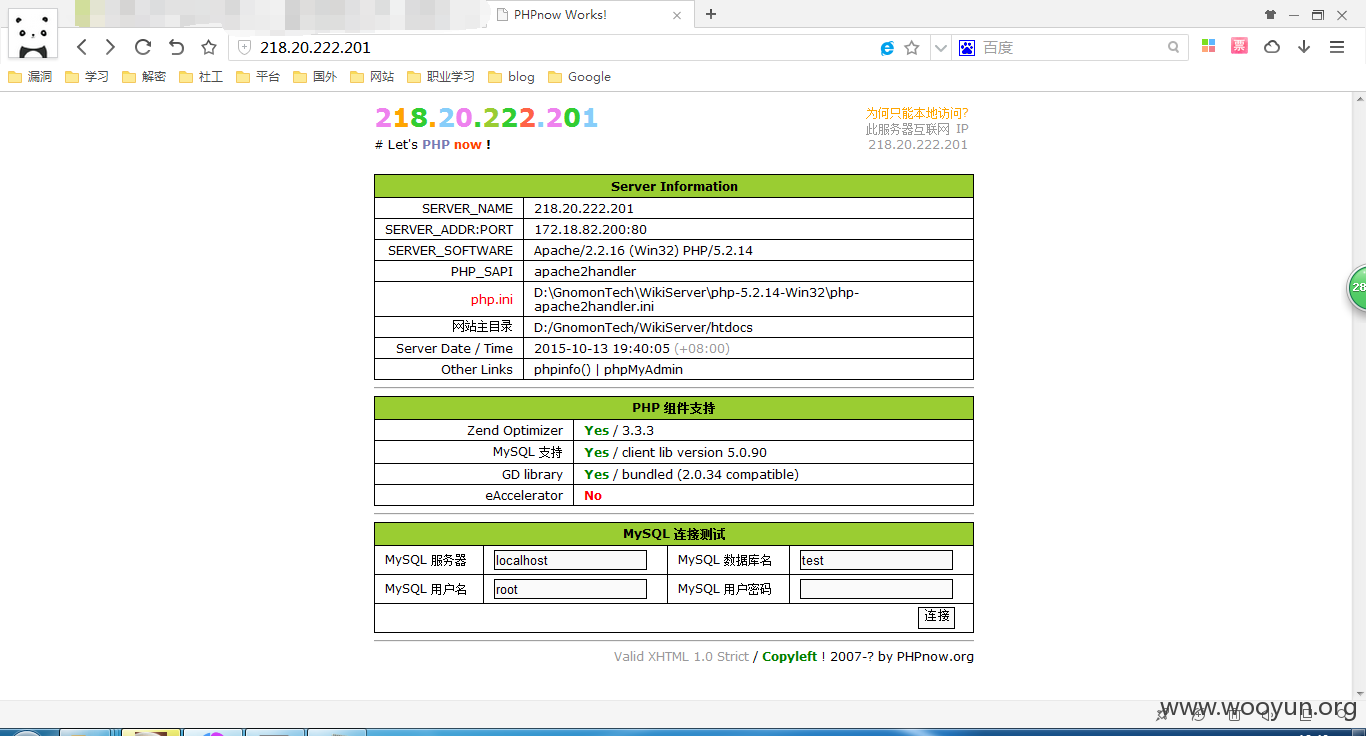 PHPnow Works!
218.20.222.201
百度
票
漏洞 学习 解密 社工 平台 国外 网站 职业学习 blog Google
218.20.222.201
# Let's PHP now !
为何只能本地访问?
此服务器互联网 IP
218.20.222.201
Server Information
SERVER_NAME 218.20.222.201
SERVER_ADDR:PORT 172.18.82.200:80
SERVER_SOFTWARE Apache/2.2.16 (Win32) PHP/5.2.14
PHP_SAPI apache2handler
php.ini D:\GnomonTech\WikiServer\php-5.2.14-Win32\php-
apache2handler.ini
网站主目录 D:/GnomonTech/WikiServer/htdocs
Server Date / Time 2015-10-13 19:40:05 (+08:00)
Other Links phpinfo() | phpMyAdmin
PHP 组件支持
Zend Optimizer Yes / 3.3.3
MySQL 支持 Yes / client lib version 5.0.90
GD library Yes / bundled (2.0.34 compatible)
eAccelerator No
MySQL 连接测试
MySQL 服务器 localhost MySQL 数据库名 test
MySQL 用户名 root MySQL 用户密码
连接
Valid XHTML 1.0 Strict / Copyleft ! 2007-? by PHPnow.org
28
www.wooyun.org